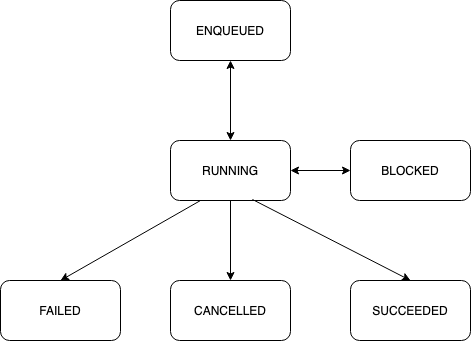 ENQUEUED
RUNNING
BLOCKED
FAILED
CANCELLED
SUCCEEDED